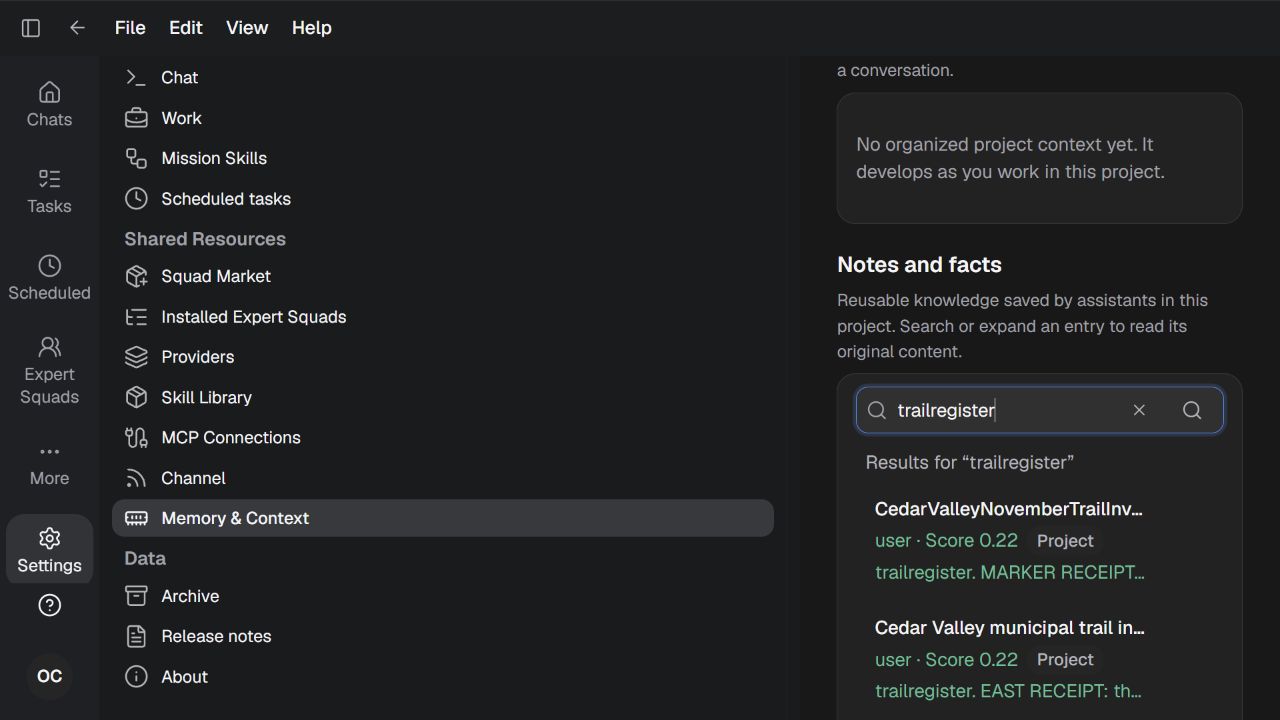 File Edit View Help
Chats
Tasks
Scheduled
Expert
Squads
More
Settings
OC
Chat
Work
Mission Skills
Scheduled tasks
Shared Resources
Squad Market
Installed Expert Squads
Providers
Skill Library
MCP Connections
Channel
Memory & Context
Data
Archive
Release notes
About
a conversation.
No organized project context yet. It
develops as you work in this project.
Notes and facts
Reusable knowledge saved by assistants in this
project. Search or expand an entry to read its
original content.
trailregister
Results for “trailregister”
CedarValleyNovemberTrailInv...
user · Score 0.22 Project
trailregister. MARKER RECEIPT...
Cedar Valley municipal trail in...
user · Score 0.22 Project
trailregister. EAST RECEIPT: th...